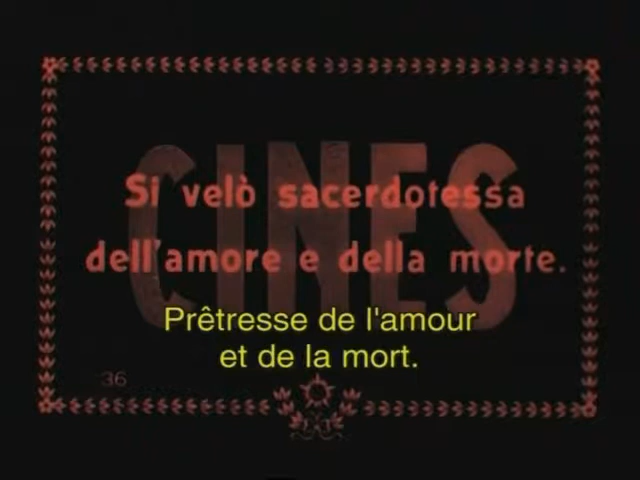 CINES
Si velò sacerdotessa
dell'amore e della morte.
Prêtresse de l'amour
et de la mort.
36